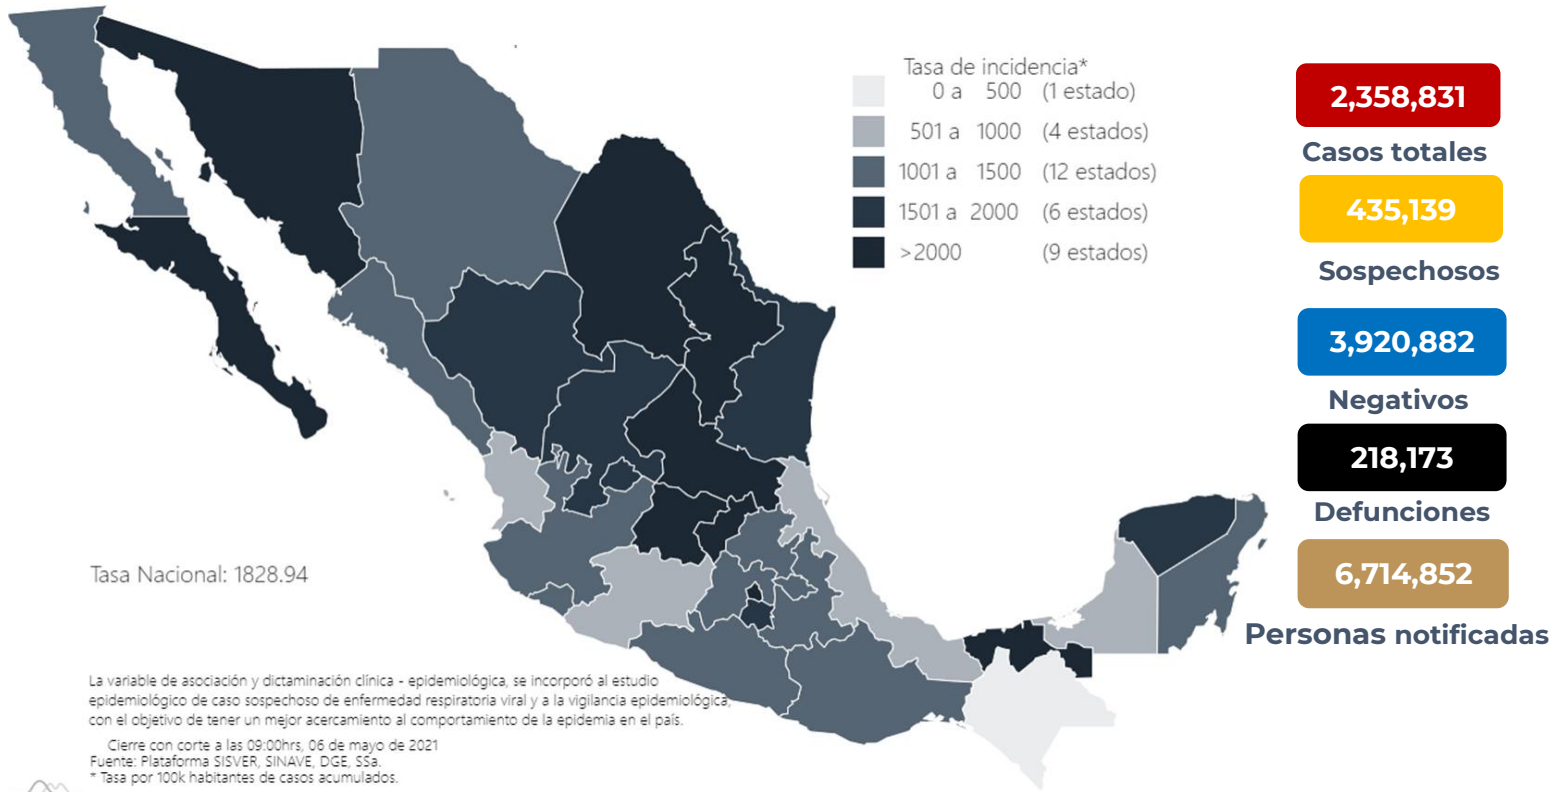 Tasa de incidencia*
0 a 500 (1 estado)
501 a 1000 (4 estados)
1001 a 1500 (12 estados)
1501 a 2000 (6 estados)
>2000 (9 estados)
2,358,831
Casos totales
435,139
Sospechosos
3,920,882
Negativos
218,173
Defunciones
6,714,852
Personas notificadas
Tasa Nacional: 1828.94
La variable de asociación y dictaminación clínica - epidemiológica, se incorporó al estudio
epidemiológico de caso sospechoso de enfermedad respiratoria viral y a la vigilancia epidemiológica,
con el objetivo de tener un mejor acercamiento al comportamiento de la epidemia en el país.
Cierre con corte a las 09:00hrs, 06 de mayo de 2021
Fuente: Plataforma SISVER, SINAVE, DGE, SSa.
* Tasa por 100k habitantes de casos acumulados.